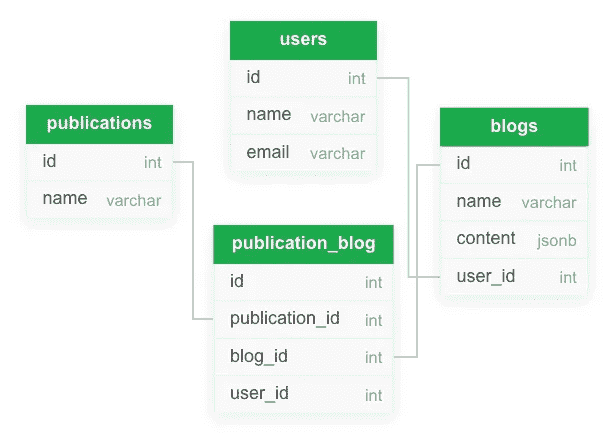 users
id int
name varchar
email varchar
publications
id int
name varchar
blogs
id int
name varchar
content jsonb
user_id int
publication_blog
id int
publication_id int
blog_id int
user_id int